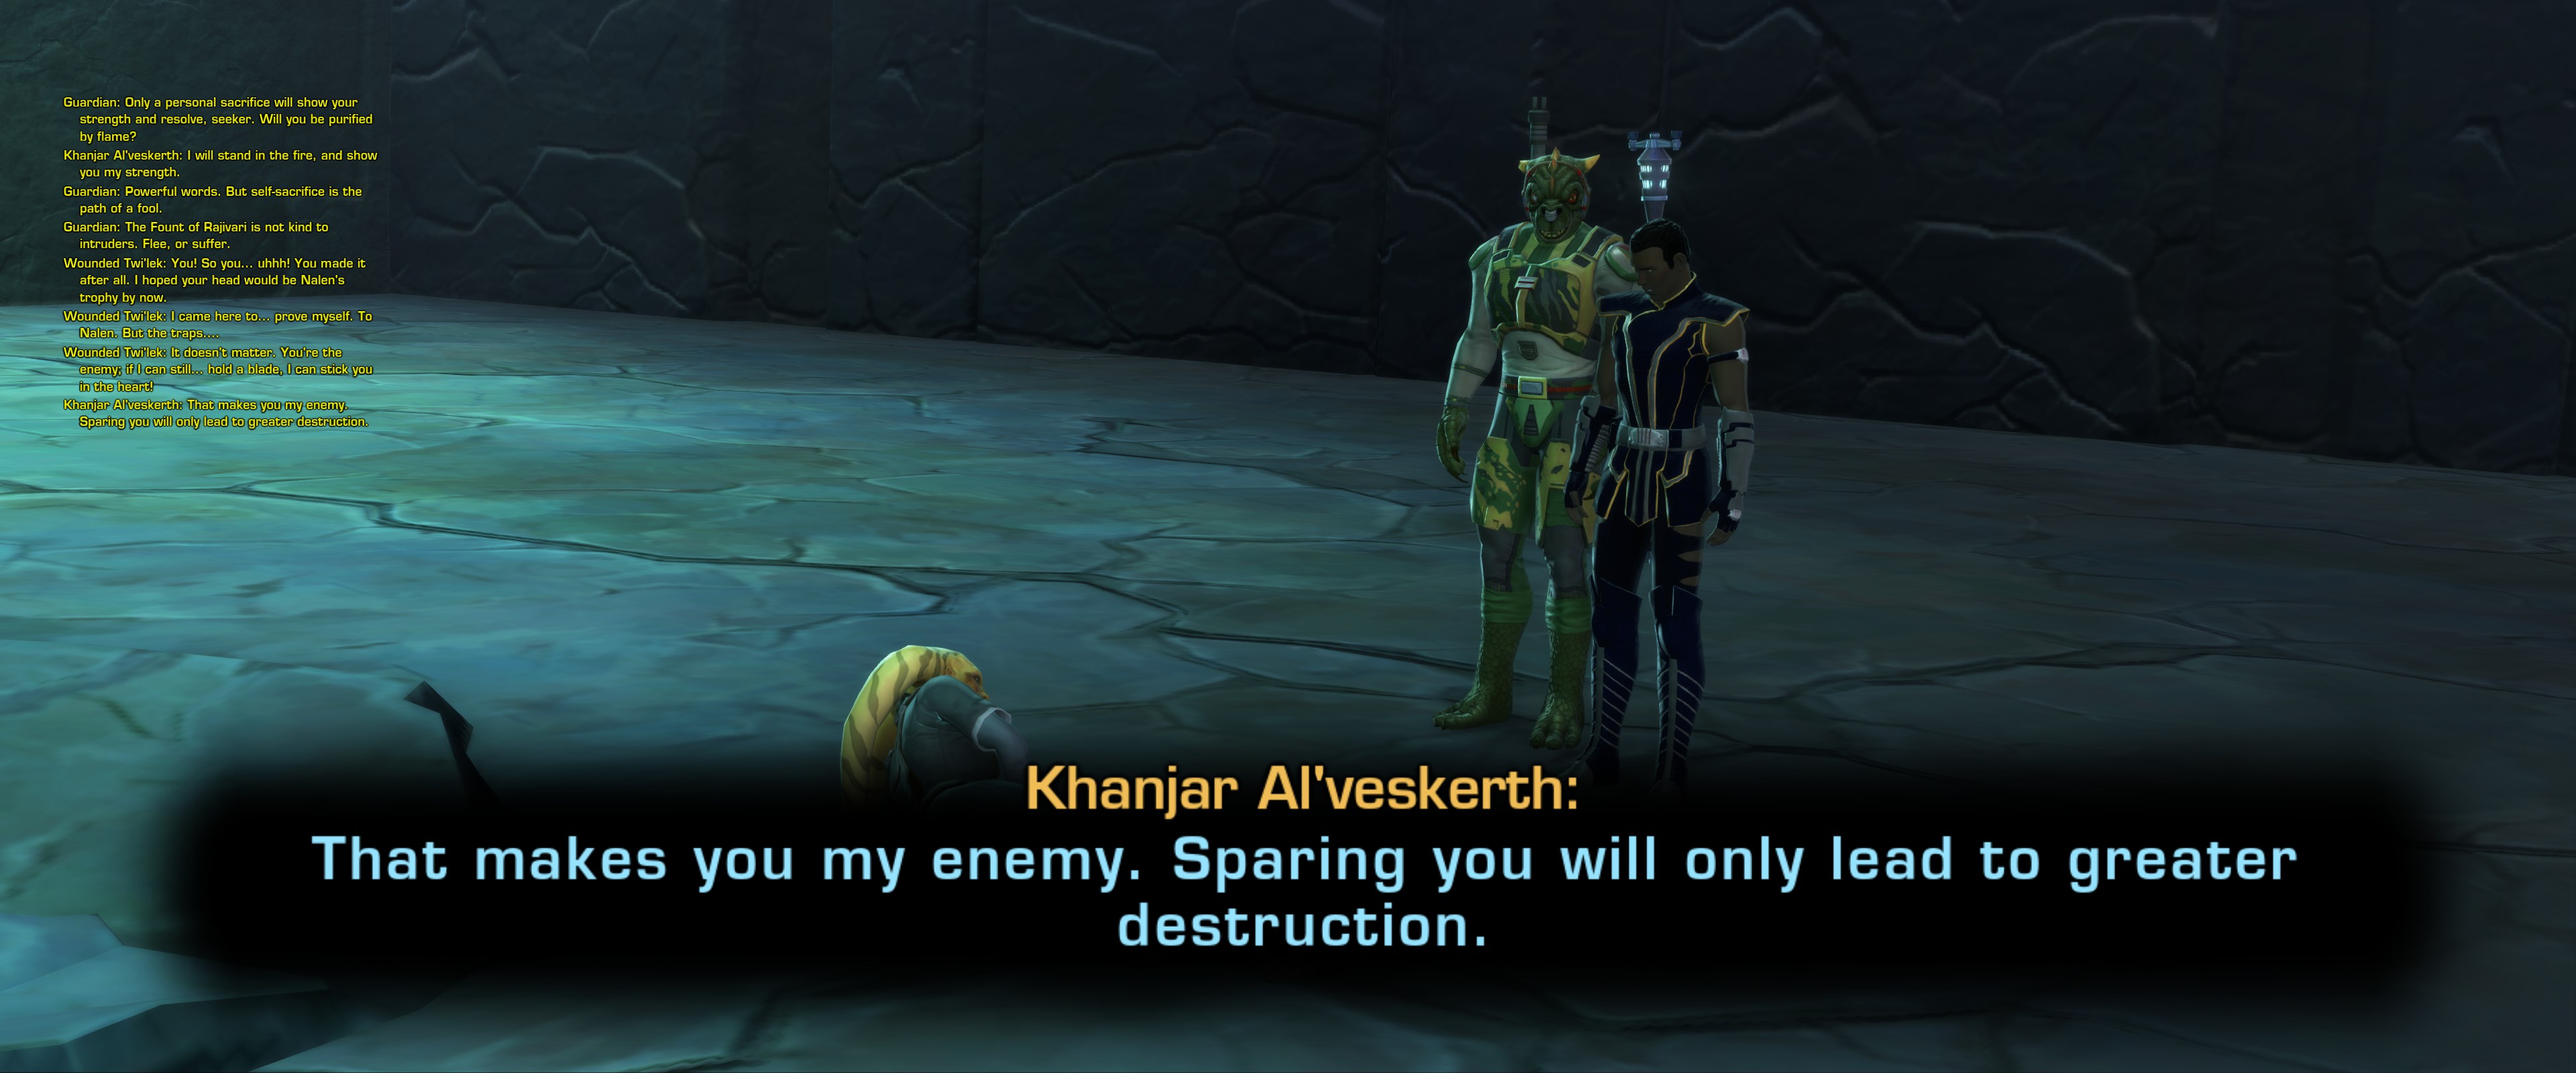 Guardian: Only a personal sacrifice will show your
strength and resolve, seeker. Will you be purified
by flame?
Khanjar Al'veskerth: I will stand in the fire, and show
you my strength.
Guardian: Powerful words. But self-sacrifice is the
path of a fool.
Guardian: The Fount of Rajivari is not kind to
intruders. Flee, or suffer.
Wounded Twi'lek: You! So you... uhhh! You made it
after all. I hoped your head would be Nalen's
trophy by now.
Wounded Twi'lek: I came here to... prove myself. To
Nalen. But the traps....
Wounded Twi'lek: It doesn't matter. You're the
enemy; if I can still... hold a blade, I can stick you
in the heart!
Khanjar Al'veskerth: That makes you my enemy.
Sparing you will only lead to greater destruction.
Khanjar Al'veskerth:
That makes you my enemy. Sparing you will only lead to greater
destruction.